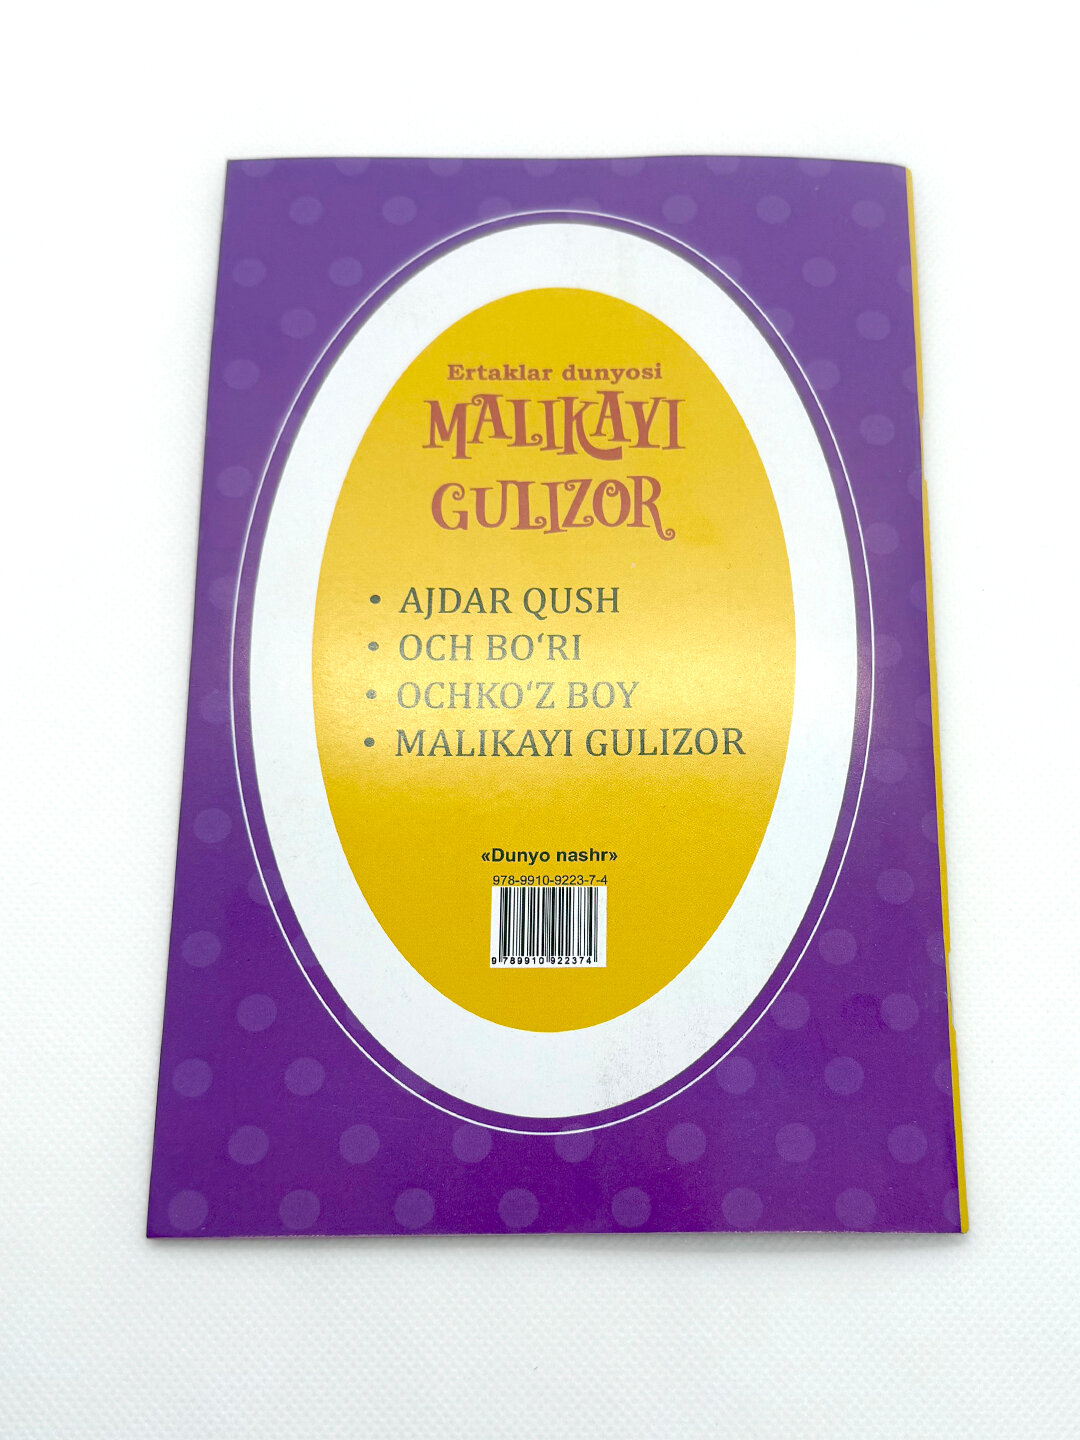 Ertaklar dunyosi
MALIKAYI
GULIZOR
• AJDAR QUSH
• OCH BO‘RI
• OCHKO‘Z BOY
• MALIKAYI GULIZOR
«Dunyo nashr»
978-9910-9223-7-4
9 789910 922374